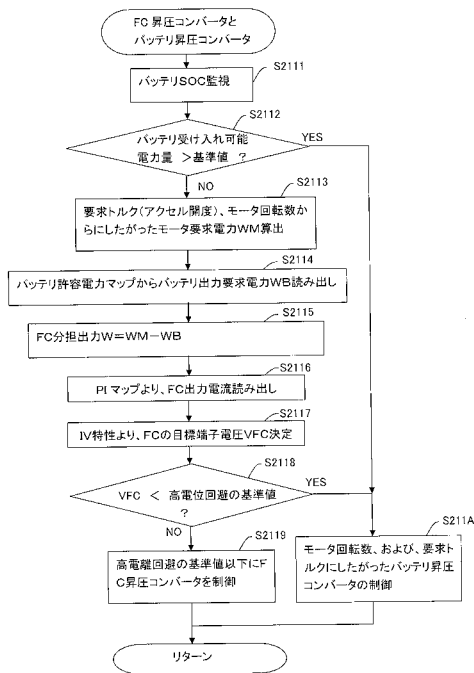 FC昇圧コンバータと
バッテリ昇圧コンバータ
S2111
バッテリSOC監視
S2112
バッテリ受け入れ可能
電力量 >基準値 ?
YES
NO
S2113
要求トルク(アクセル開度)、モータ回転数か
らにしたがったモータ要求電力WM算出
S2114
バッテリ許容電力マップからバッテリ出力要求電力WB読み出し
S2115
FC分担出力W=WM-WB
S2116
PIマップより、FC出力電流読み出し
S2117
IV特性より、FCの目標端子電圧VFC決定
S2118
VFC < 高電位回避の基準値
?
YES
NO
S2119
高電離回避の基準値以下にF
C昇圧コンバータを制御
S211A
モータ回転数、および、要求ト
ルクにしたがったバッテリ昇圧
コンバータの制御
リターン